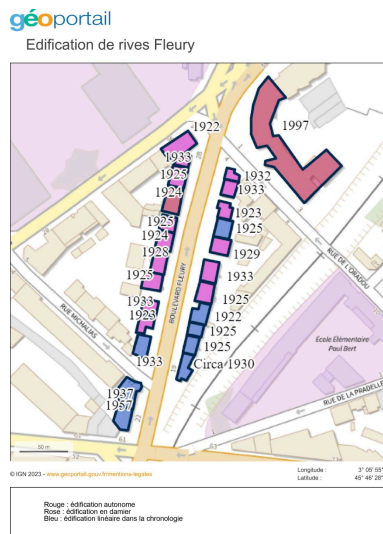 géoportail
Edification de rives Fleury
1922
1997
1933
1925
1932
1924
1933
1923
1925
1925
1924
1928
1929
RUE DE L'ORADOU
1925
1933
BOULEVARD FLEURY
RUE MICHALIAS
1933
1925
1923
1922
1925
École Élémentaire
Paul Bert
1933
1925
Circa 1930
1937
1957
RUE DE LA PRADELLE
50 m
© IGN 2023 - www.geoportail.gouv.fr/mentions-legales
Longitude : 3° 05′ 55″
Latitude : 45° 46′ 28″
Rouge : édification autonome
Rose : édification en damier
Bleu : édification linéaire dans la chronologie